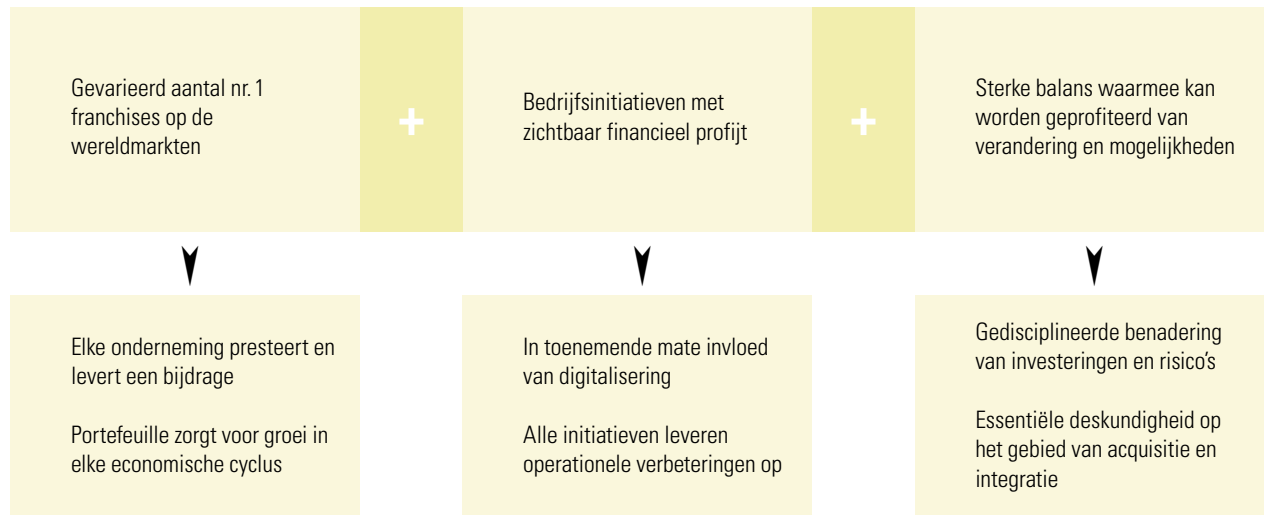 Gevarieerd aantal nr. 1
franchises op de
wereldmarkten
+
Bedrijfsinitiatieven met
zichtbaar financieel profijt
+
Sterke balans waarmee kan
worden geprofiteerd van
verandering en mogelijkheden
Elke onderneming presteert en
levert een bijdrage
Portefeuille zorgt voor groei in
elke economische cyclus
In toenemende mate invloed
van digitalisering
Alle initiatieven leveren
operationele verbeteringen op
Gedisciplineerde benadering
van investeringen en risico's
Essentiële deskundigheid op
het gebied van acquisitie en
integratie